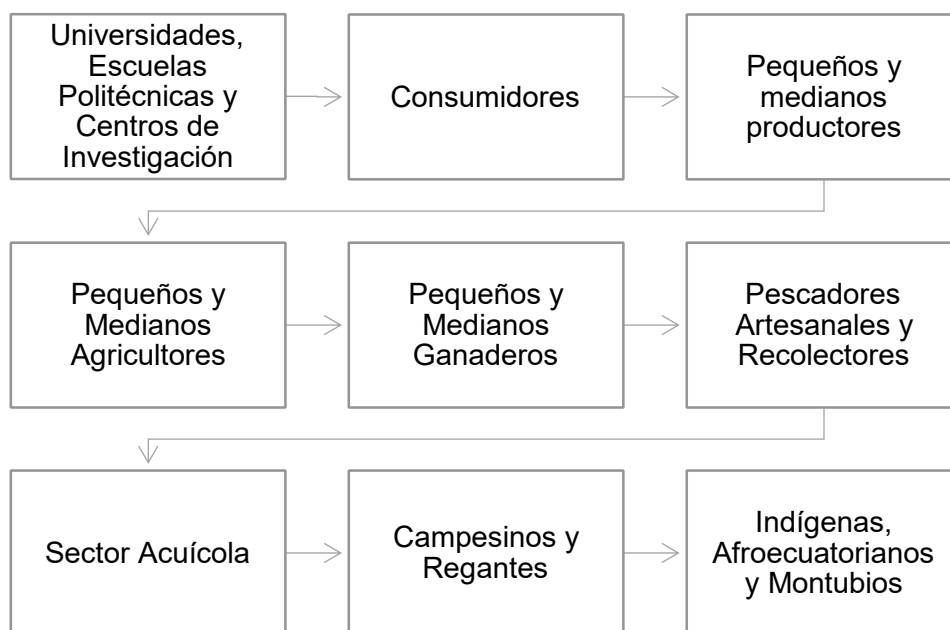 Universidades,
Escuelas
Politécnicas y
Centros de
Investigación
Consumidores
Pequeños y
medianos
productores
Pequeños y
Medianos
Agricultores
Pequeños y
Medianos
Ganaderos
Pescadores
Artesanales y
Recolectores
Sector Acuícola
Campesinos y
Regantes
Indígenas,
Afroecuatorianos
y Montubios